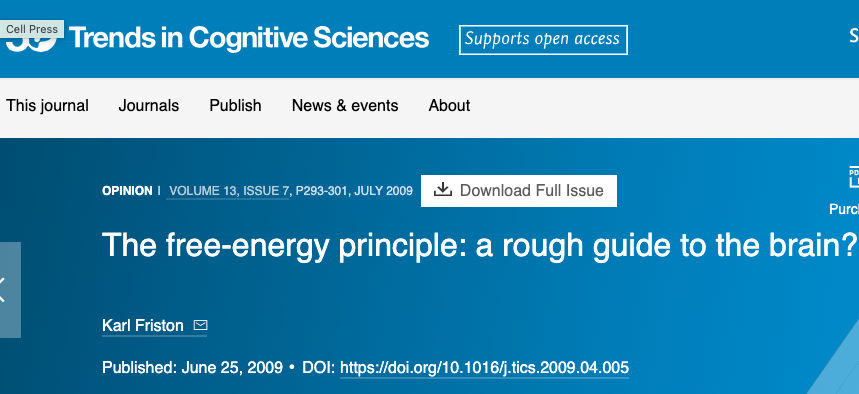 Cell Press
Trends in Cognitive Sciences
Supports open access
This journal Journals Publish News & events About
OPINION | VOLUME 13, ISSUE 7, P293-301, JULY 2009 Download Full Issue
The free-energy principle: a rough guide to the brain?
Karl Friston
Published: June 25, 2009 • DOI: https://doi.org/10.1016/j.tics.2009.04.005